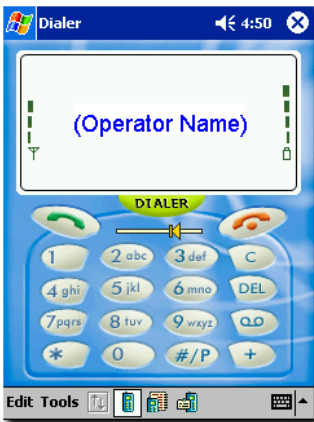 Dialer 4:50
(Operator Name)
DIALER
1 2 abc 3 def C
4 ghi 5 jkl 6 mno DEL
7pqrs 8 tuv 9 wxyz
* 0 #/P +
Edit Tools